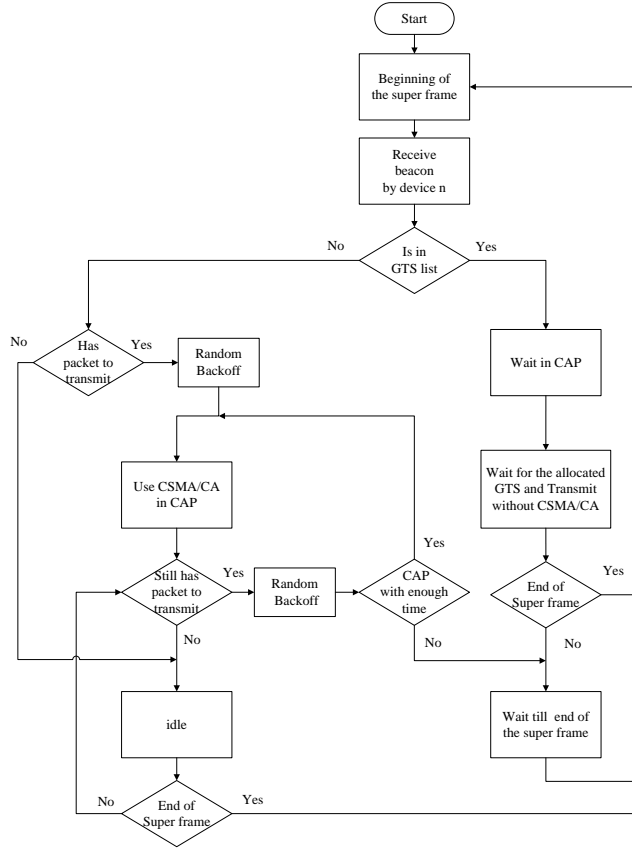 Start
Beginning of
the super frame
Receive
beacon
by device n
No
Is in
GTS list
Yes
No
Has
packet to
transmit
Yes
Random
Backoff
Wait in CAP
Use CSMA/CA
in CAP
Wait for the allocated
GTS and Transmit
without CSMA/CA
Still has
packet to
transmit
Yes
Random
Backoff
CAP
with enough
time
Yes
End of
Super frame
Yes
No
No
No
idle
Wait till end of
the super frame
No
End of
Super frame
Yes